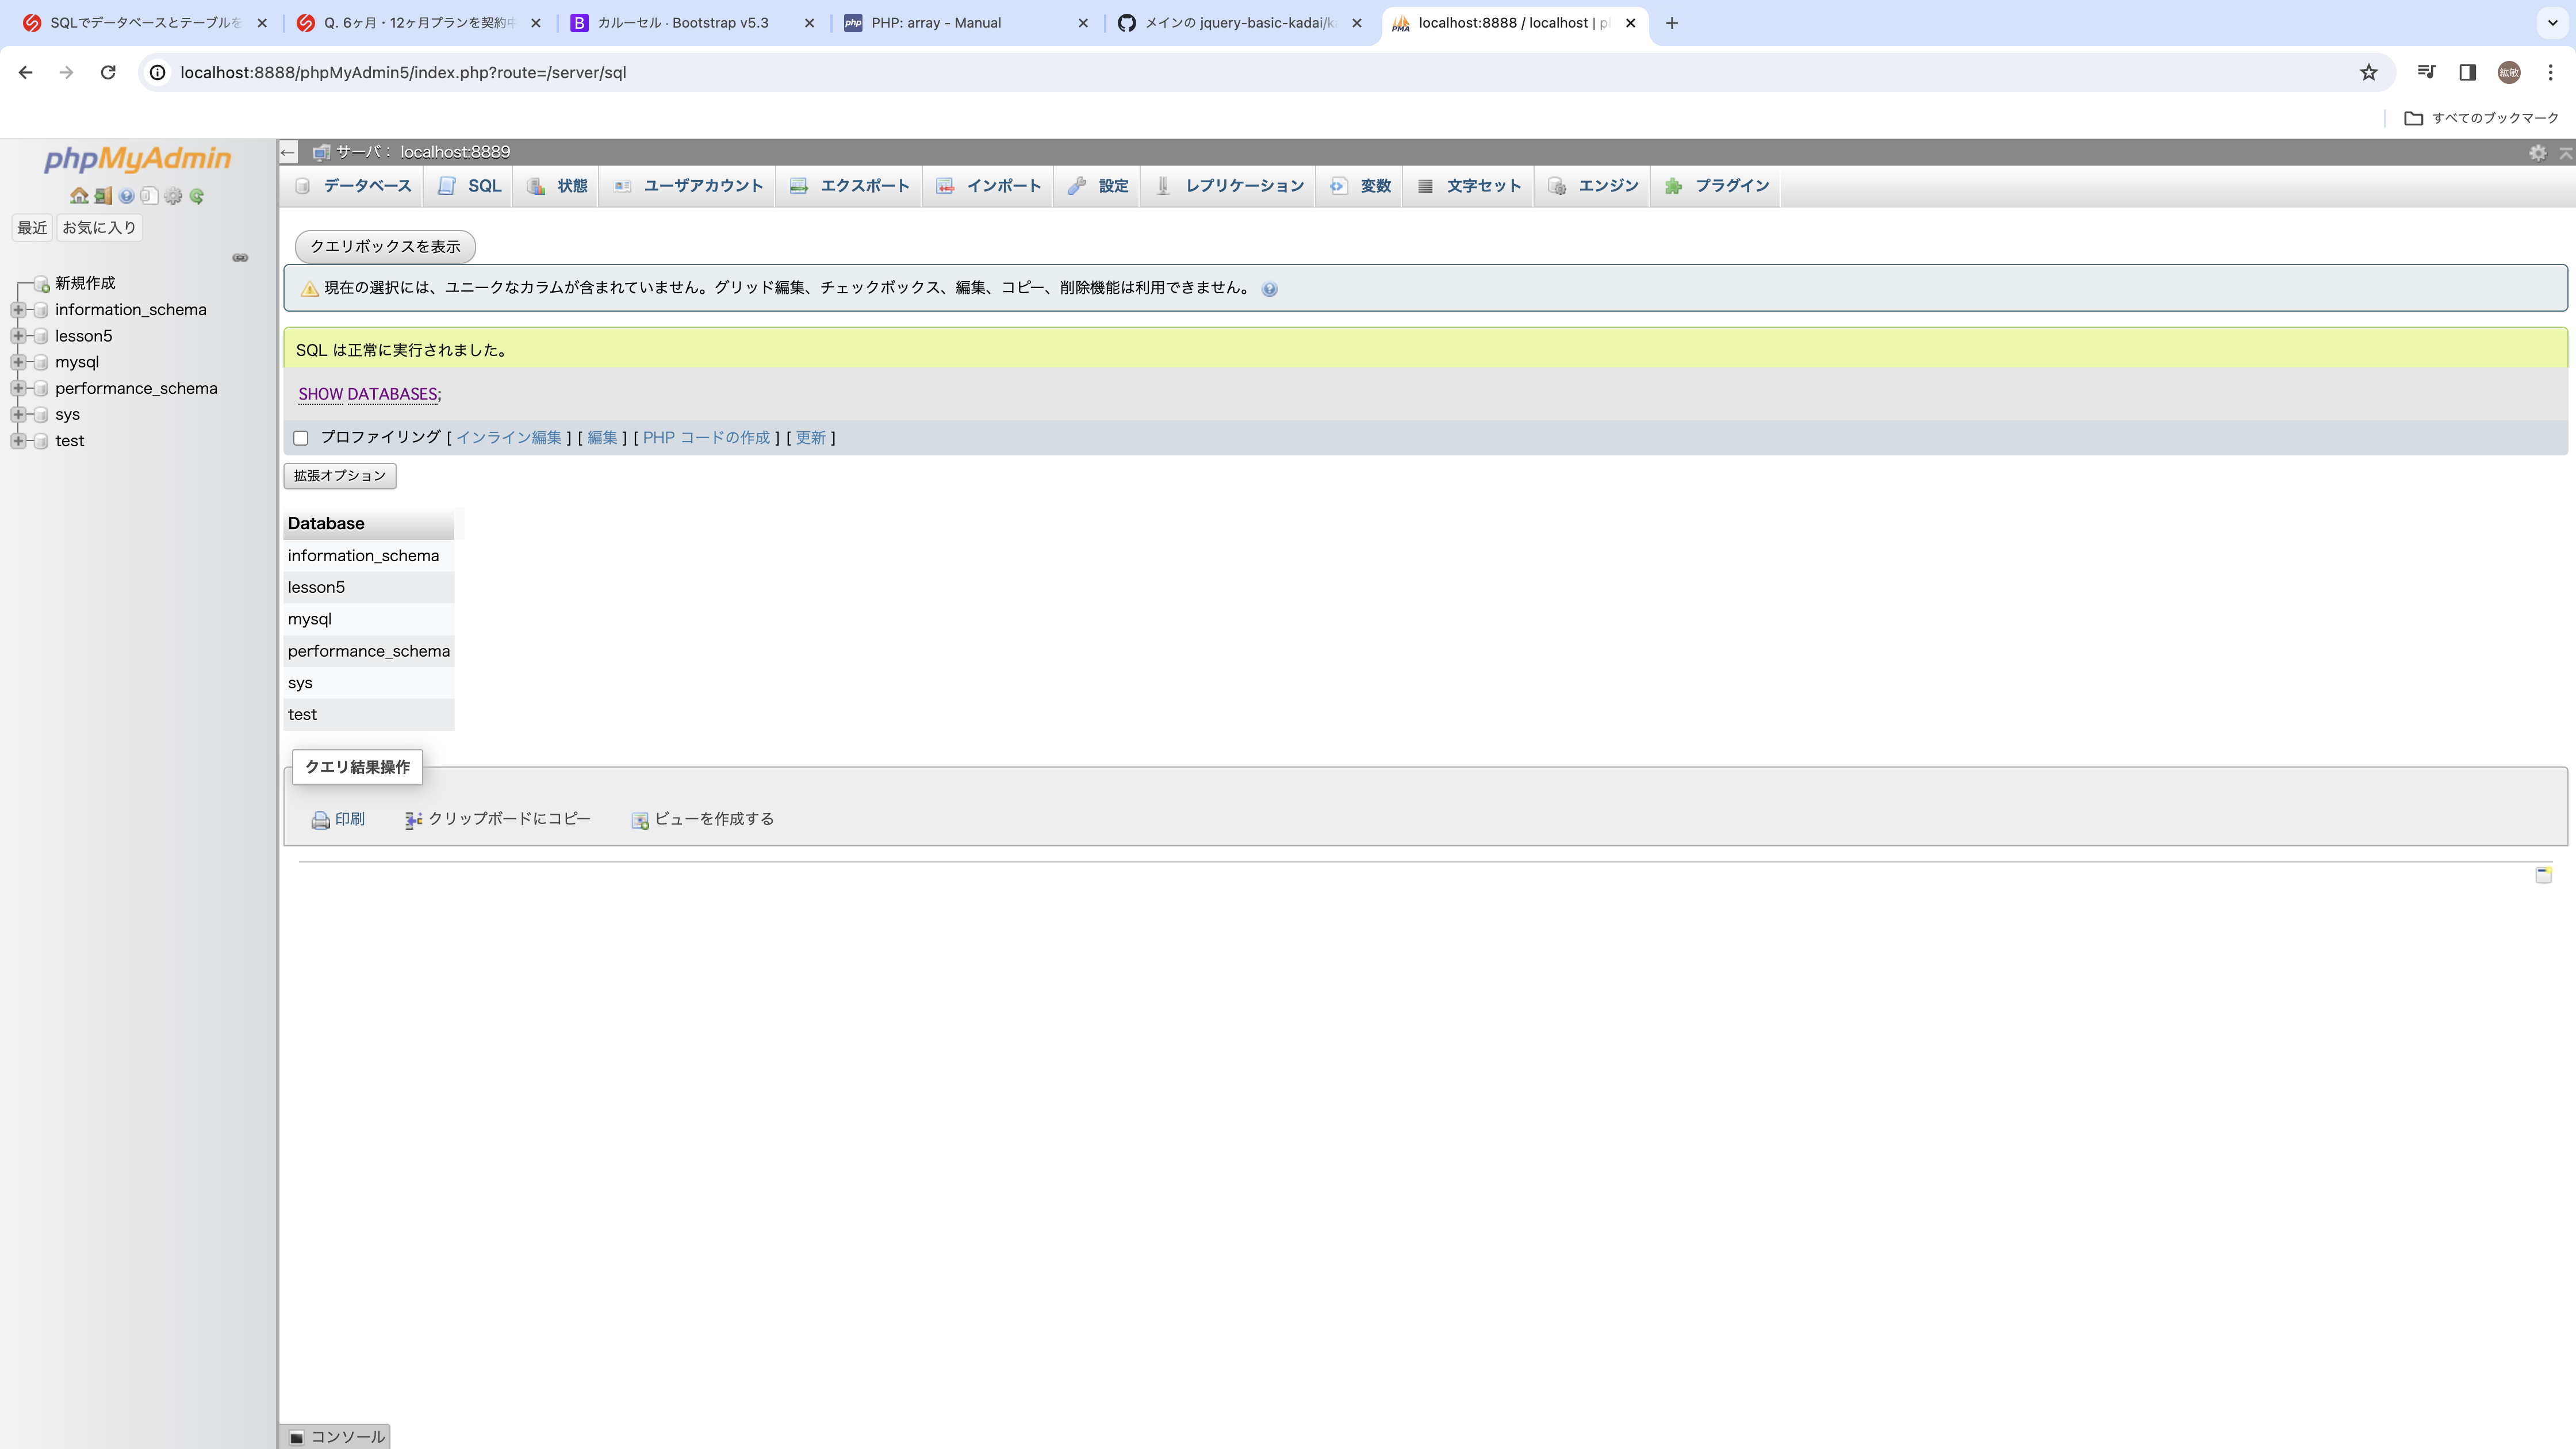 SQLでデータベースとテーブルを
Q. 6ヶ月・12ヶ月プランを契約中
カルーセル · Bootstrap v5.3
PHP: array - Manual
メインの jquery-basic-kadai/k
localhost:8888 / localhost | p
localhost:8888/phpMyAdmin5/index.php?route=/server/sql
紘敏
すべてのブックマーク
phpMyAdmin
最近 お気に入り
新規作成
information_schema
lesson5
mysql
performance_schema
sys
test
サーバ: localhost:8889
データベース SQL 状態 ユーザアカウント エクスポート インポート 設定 レプリケーション 変数 文字セット エンジン プラグイン
クエリボックスを表示
現在の選択には、ユニークなカラムが含まれていません。グリッド編集、チェックボックス、編集、コピー、削除機能は利用できません。
SQL は正常に実行されました。
SHOW DATABASES;
プロファイリング [ インライン編集 ] [ 編集 ] [ PHP コードの作成 ] [ 更新 ]
拡張オプション
Database
information_schema
lesson5
mysql
performance_schema
sys
test
クエリ結果操作
印刷 クリップボードにコピー ビューを作成する
コンソール